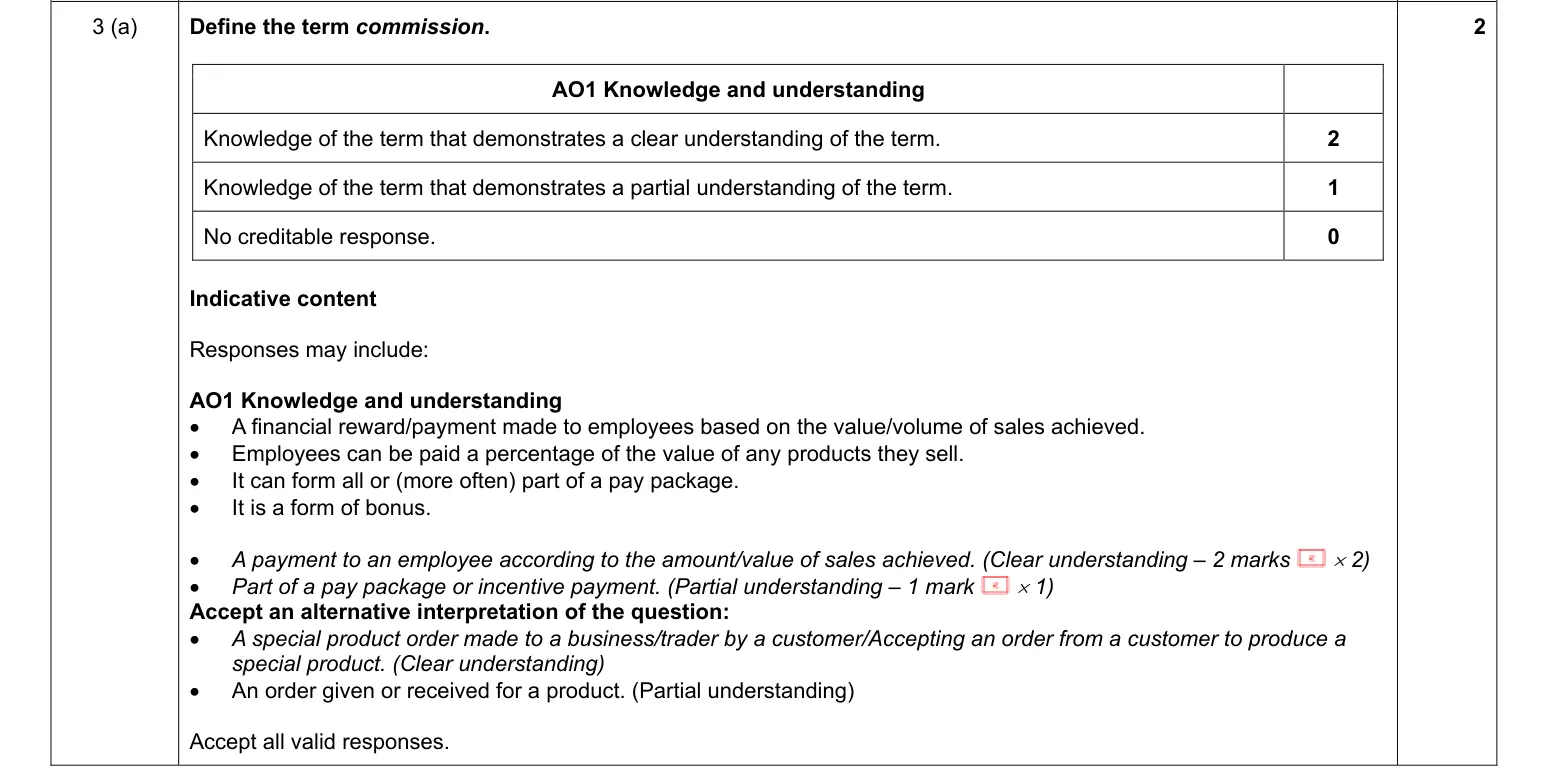 3 (a)
Define the term commission.
2
AO1 Knowledge and understanding
Knowledge of the term that demonstrates a clear understanding of the term.
2
Knowledge of the term that demonstrates a partial understanding of the term.
1
No creditable response.
0
Indicative content
Responses may include:
AO1 Knowledge and understanding
• A financial reward/payment made to employees based on the value/volume of sales achieved.
• Employees can be paid a percentage of the value of any products they sell.
• It can form all or (more often) part of a pay package.
• It is a form of bonus.
• A payment to an employee according to the amount/value of sales achieved. (Clear understanding – 2 marks × 2)
• Part of a pay package or incentive payment. (Partial understanding – 1 mark × 1)
Accept an alternative interpretation of the question:
• A special product order made to a business/trader by a customer/Accepting an order from a customer to produce a
special product. (Clear understanding)
• An order given or received for a product. (Partial understanding)
Accept all valid responses.